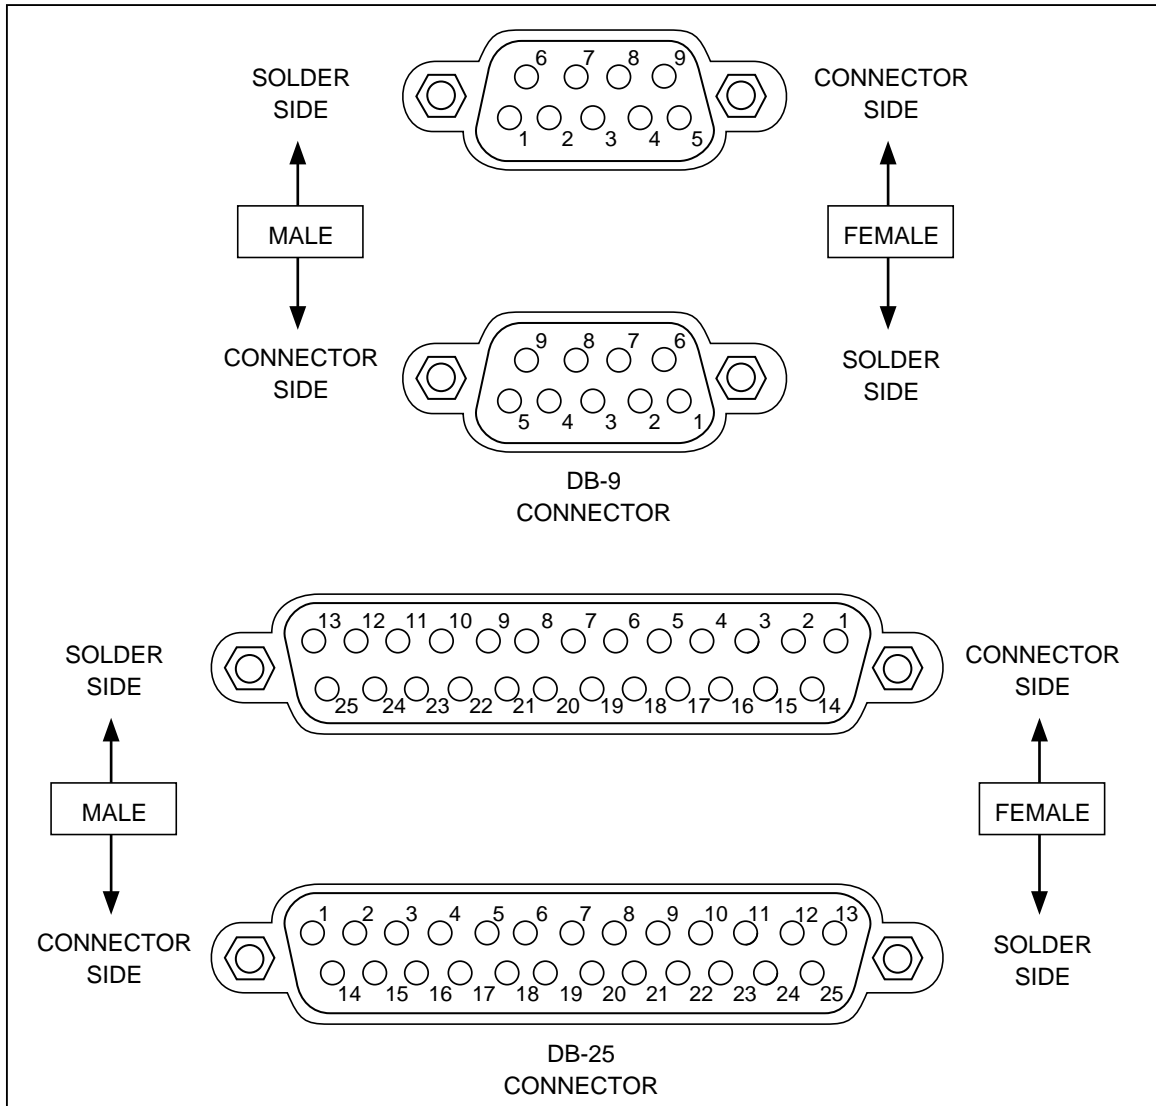 6 7 8 9
SOLDER
SIDE
CONNECTOR
SIDE
1 2 3 4 5
MALE
FEMALE
9 8 7 6
CONNECTOR
SIDE
SOLDER
SIDE
5 4 3 2 1
DB-9
CONNECTOR
13 12 11 10 9 8 7 6 5 4 3 2 1
SOLDER
SIDE
CONNECTOR
SIDE
25 24 23 22 21 20 19 18 17 16 15 14
MALE
FEMALE
1 2 3 4 5 6 7 8 9 10 11 12 13
CONNECTOR
SIDE
SOLDER
SIDE
14 15 16 17 18 19 20 21 22 23 24 25
DB-25
CONNECTOR